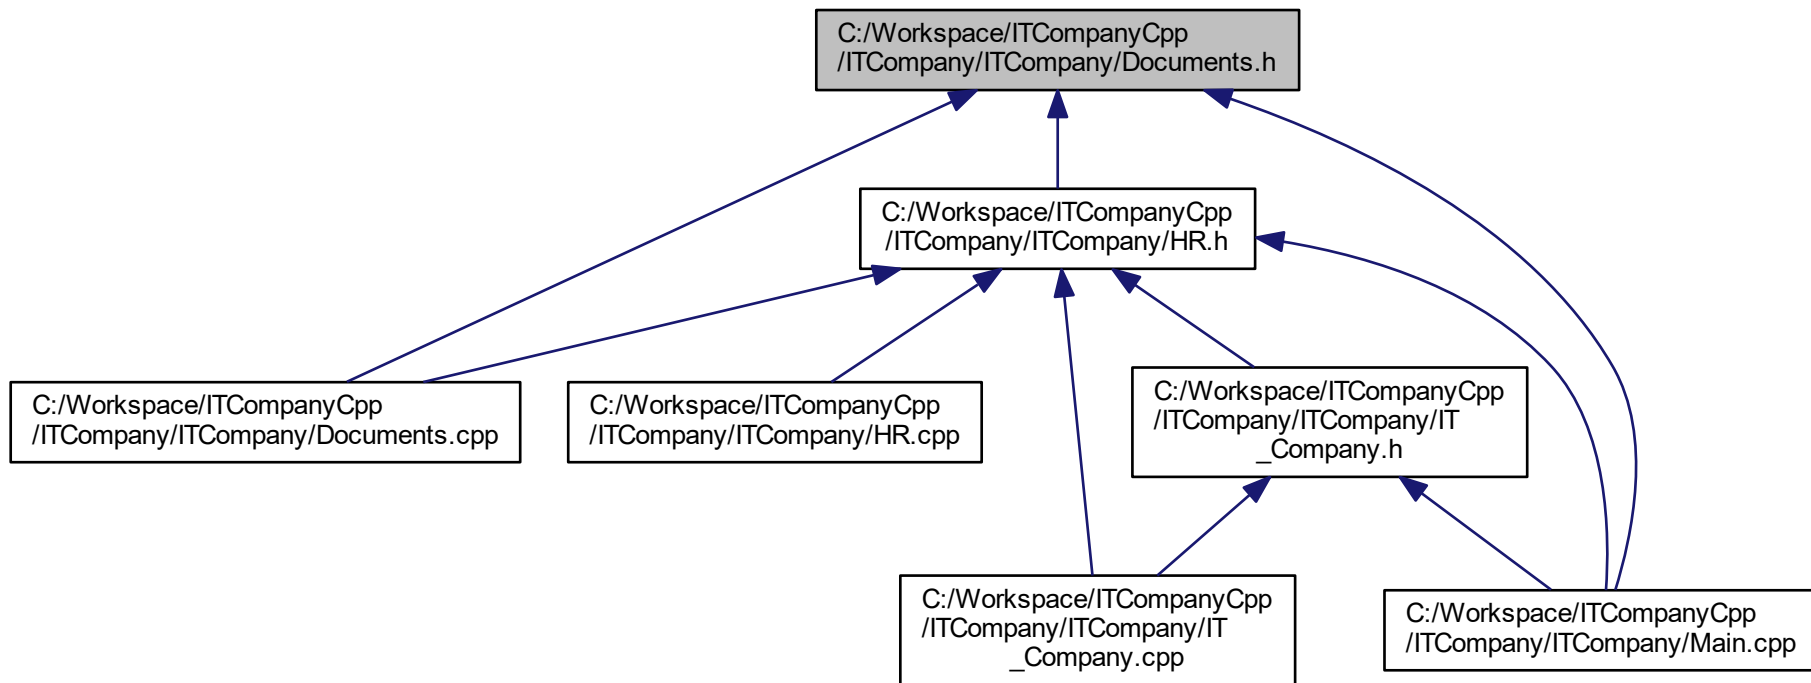 C:/Workspace/ITCompanyCpp
/ITCompany/ITCompany/Documents.h
C:/Workspace/ITCompanyCpp
/ITCompany/ITCompany/HR.h
C:/Workspace/ITCompanyCpp
/ITCompany/ITCompany/Documents.cpp
C:/Workspace/ITCompanyCpp
/ITCompany/ITCompany/HR.cpp
C:/Workspace/ITCompanyCpp
/ITCompany/ITCompany/IT
_Company.h
C:/Workspace/ITCompanyCpp
/ITCompany/ITCompany/IT
_Company.cpp
C:/Workspace/ITCompanyCpp
/ITCompany/ITCompany/Main.cpp